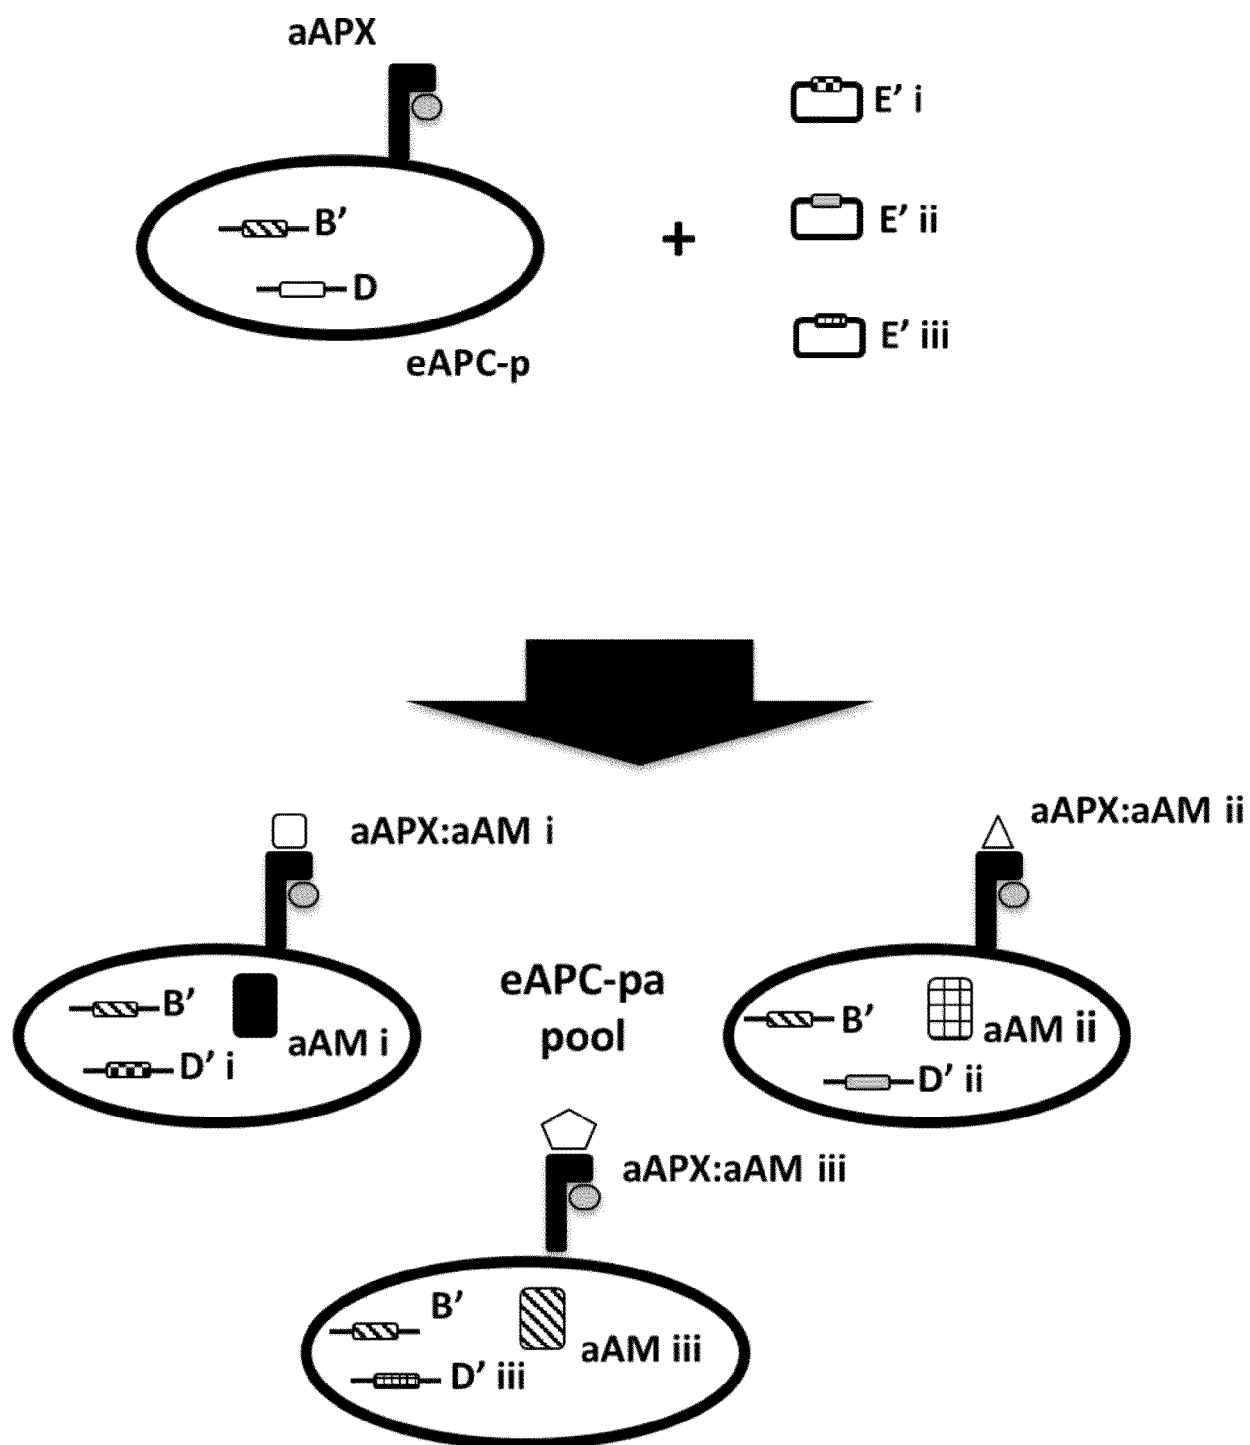 aAPX
E’ i
B’
E’ ii
+
D
E’ iii
eAPC-p
aAPX:aAM i
aAPX:aAM ii
eAPC-pa
pool
B’
aAM i
D’ i
B’
aAM ii
D’ ii
aAPX:aAM iii
B’
aAM iii
D’ iii